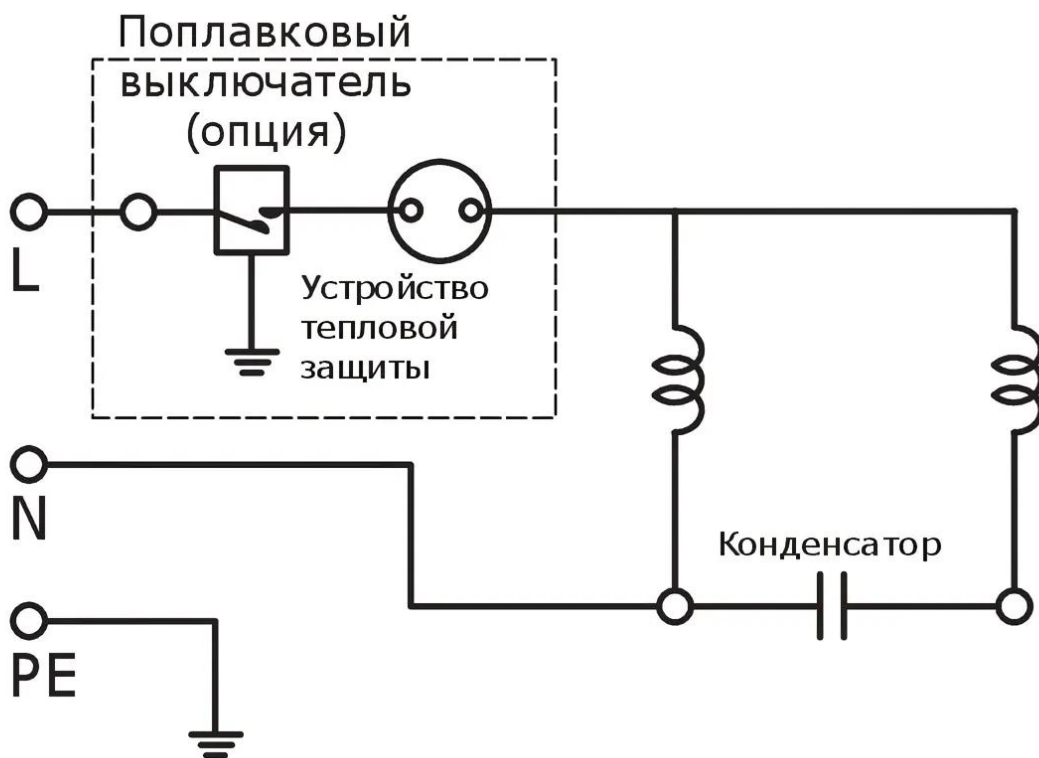 Поплавковый
выключатель
(опция)
L
Устройство
тепловой
защиты
N
Конденсатор
PE